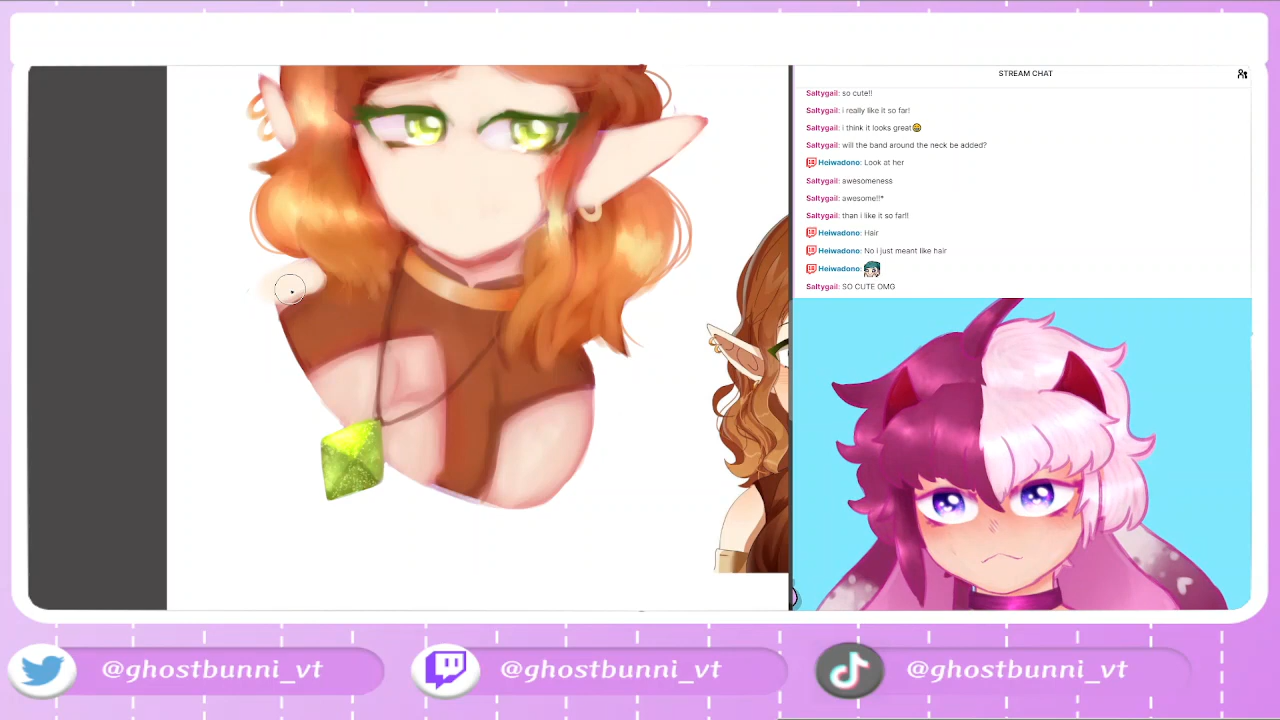 STREAM CHAT
Saltygail: so cute!!
Saltygail: i really like it so far!
Saltygail: i think it looks great😄
Saltygail: will the band around the neck be added?
Heiwadono: Look at her
Saltygail: awesomeness
Saltygail: awesome!!*
Saltygail: than i like it so far!!
Heiwadono: Hair
Heiwadono: No i just meant like hair
Heiwadono:
Saltygail: SO CUTE OMG
@ghostbunni_vt
@ghostbunni_vt
@ghostbunni_vt